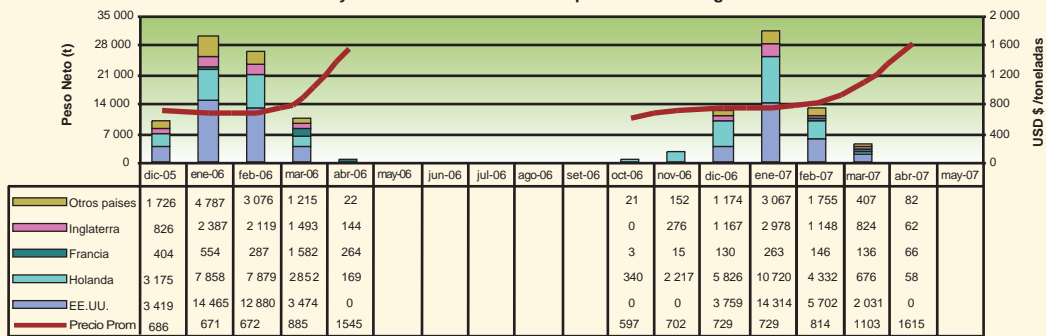 35 000
28 000
21 000
14 000
7 000
0
Peso Neto (t)
2 000
1 600
1200
800
400
0
USD $ /toneladas
dic-05 ene-06 feb-06 mar-06 abr-06 may-06 jun-06 jul-06 ago-06 set-06 oct-06 nov-06 dic-06 ene-07 feb-07 mar-07 abr-07 may-07
Otros paises 1 726 4 787 3 076 1 215 22 21 152 1 174 3 067 1 755 407 82
Inglaterra 826 2 387 2 119 1 493 144 0 276 1 167 2 978 1 148 824 62
Francia 404 554 287 1 582 264 3 15 130 263 146 136 66
Holanda 3 175 7 858 7 879 2852 169 340 2 217 5 826 10 720 4 332 676 58
EE.UU. 3 419 14 465 12 880 3 474 0 0 0 3 759 14 314 5 702 2 031 0
Precio Prom 686 671 672 885 1545 597 702 729 729 814 1103 1615